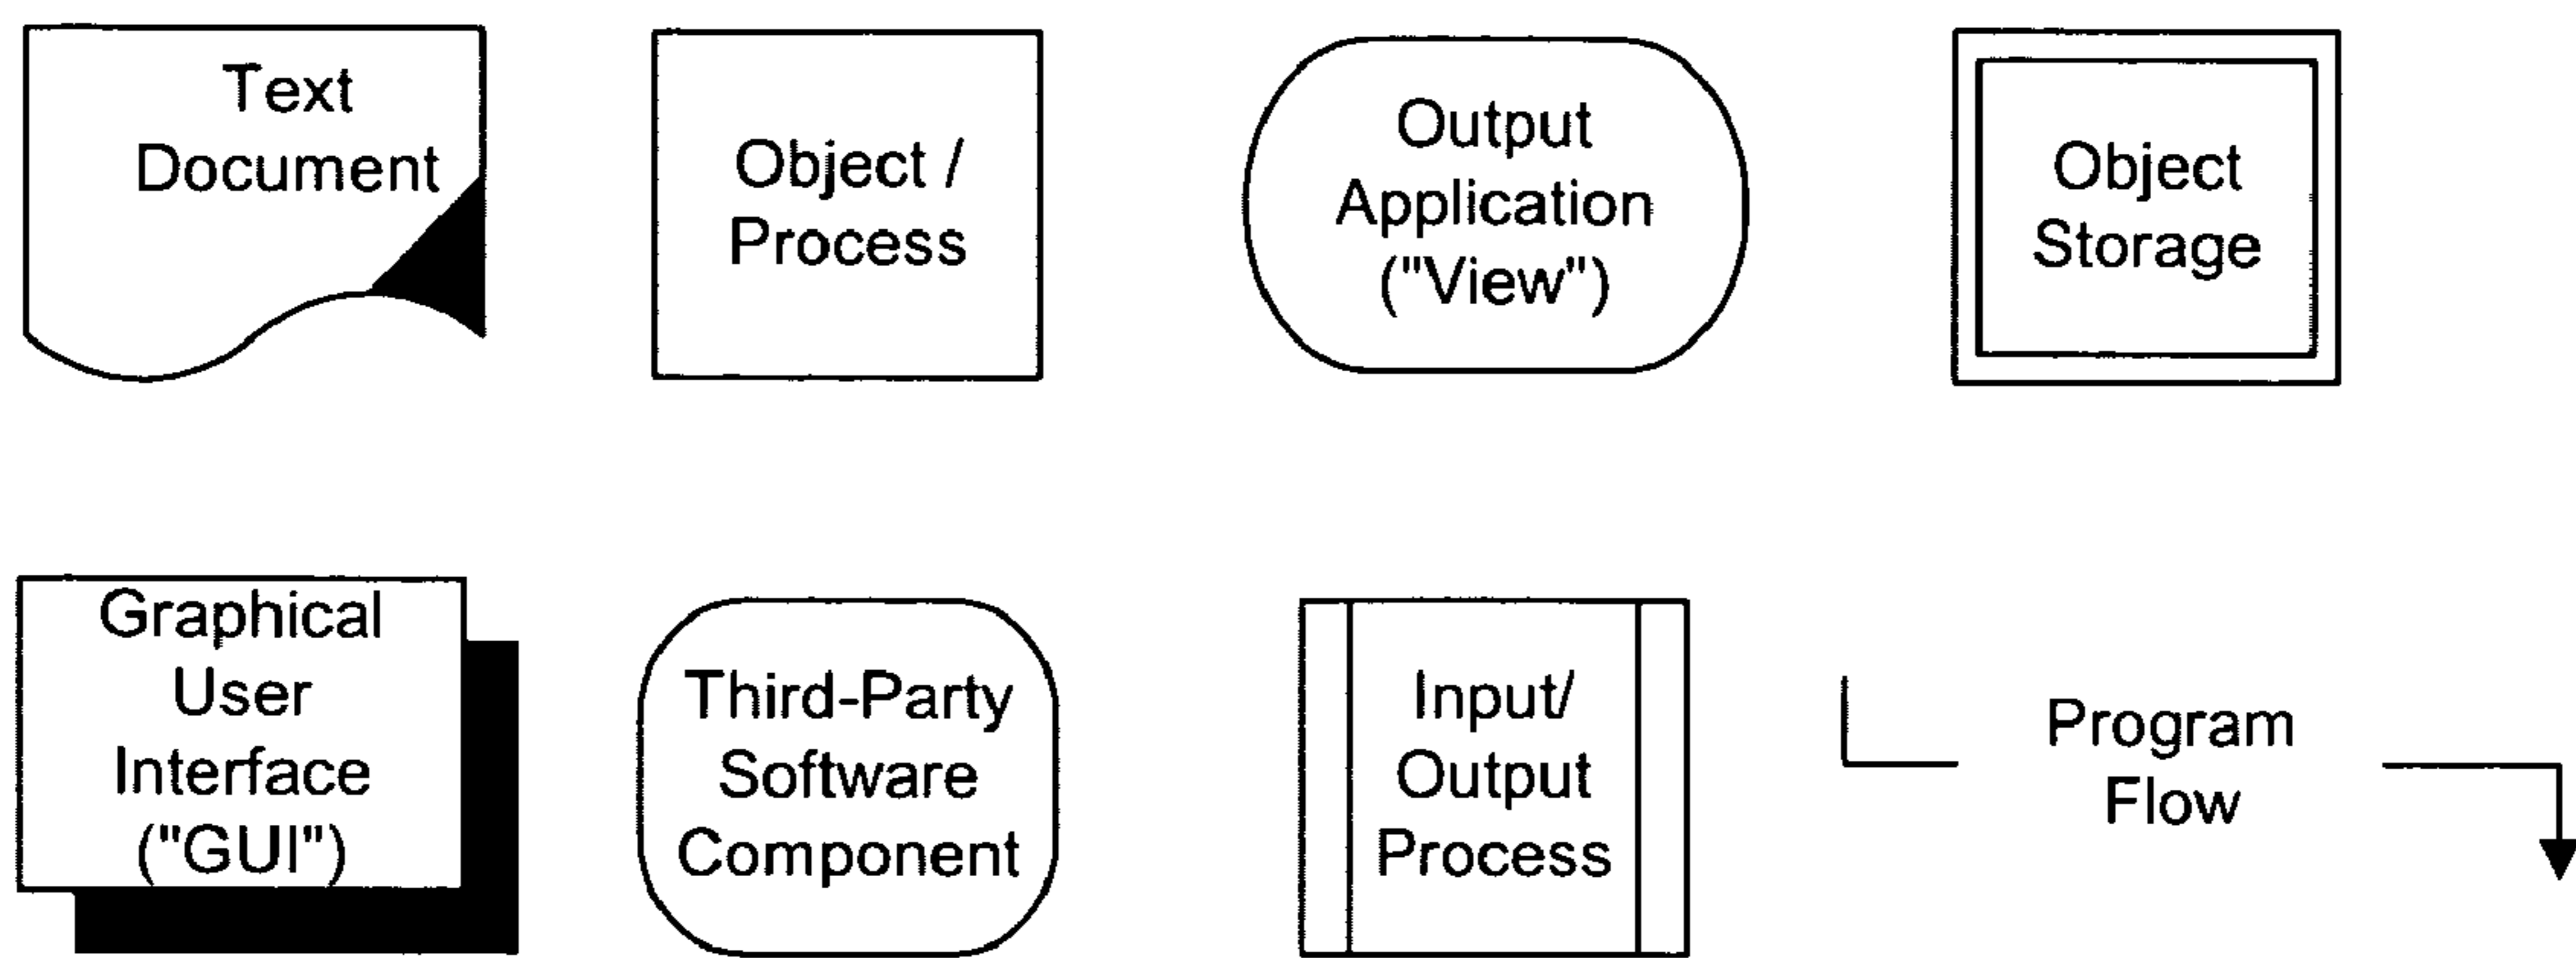 Text
Document
Object /
Process
Output
Application
("View")
Object
Storage
Graphical
User
Interface
("GUI")
Third-Party
Software
Component
Input/
Output
Process
Program
Flow